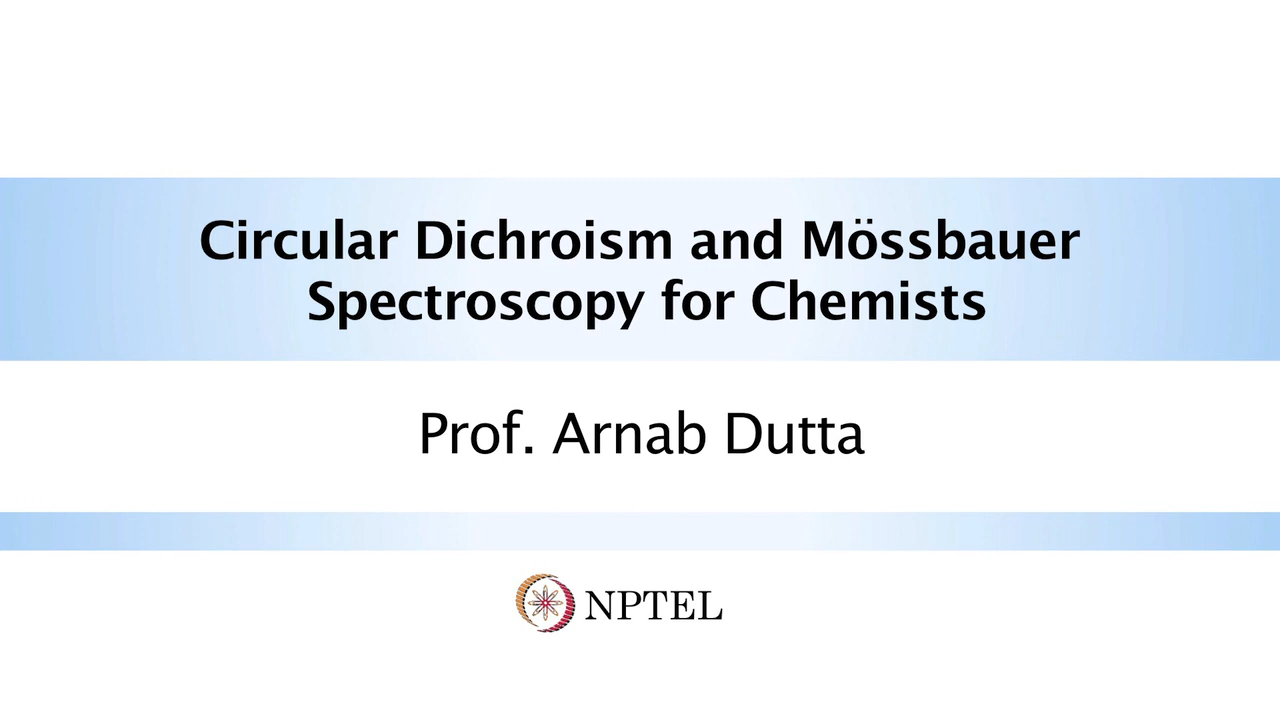 Circular Dichroism and Mössbauer
Spectroscopy for Chemists
Prof. Arnab Dutta
NPTEL